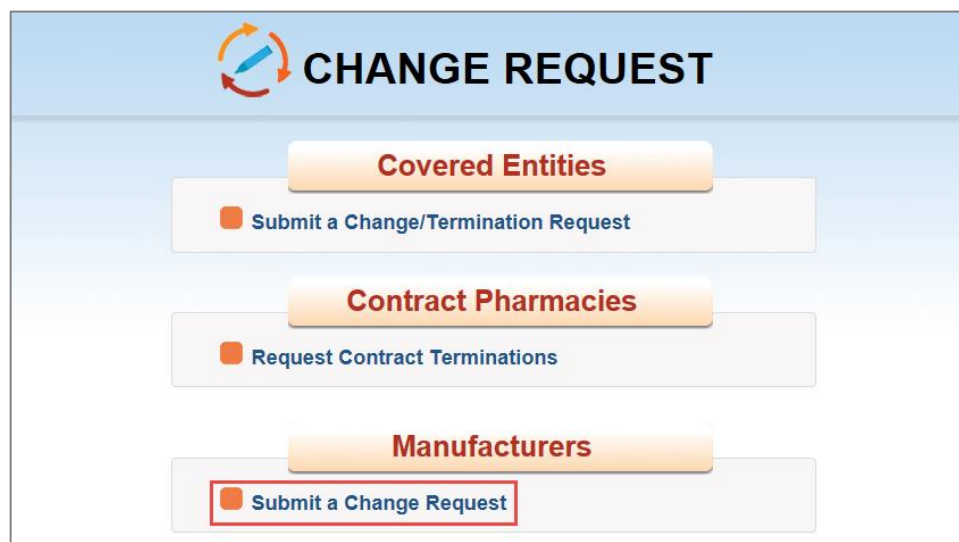 CHANGE REQUEST
Covered Entities
Submit a Change/Termination Request
Contract Pharmacies
Request Contract Terminations
Manufacturers
Submit a Change Request